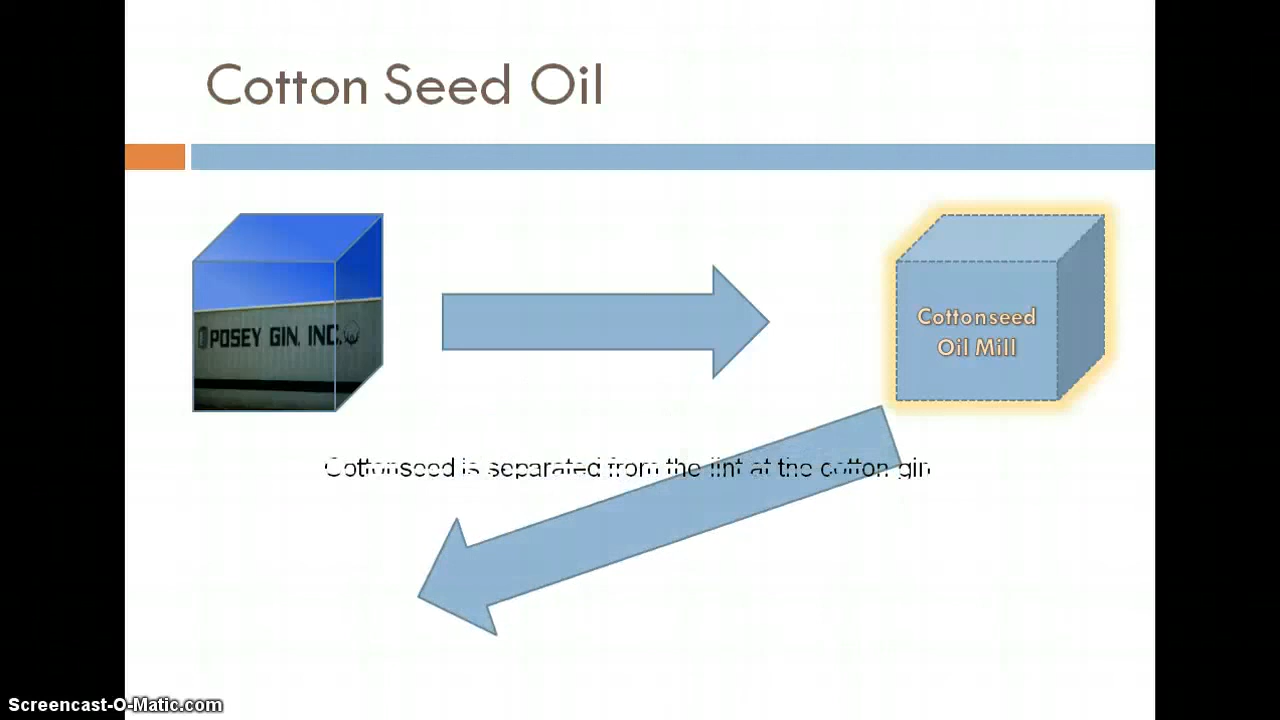 Cotton Seed Oil
POSEY GIN, INC.
Cottonseed
Oil Mill
Cottonseed is separated from the lint at the cotton gin
Screencast-O-Matic.com